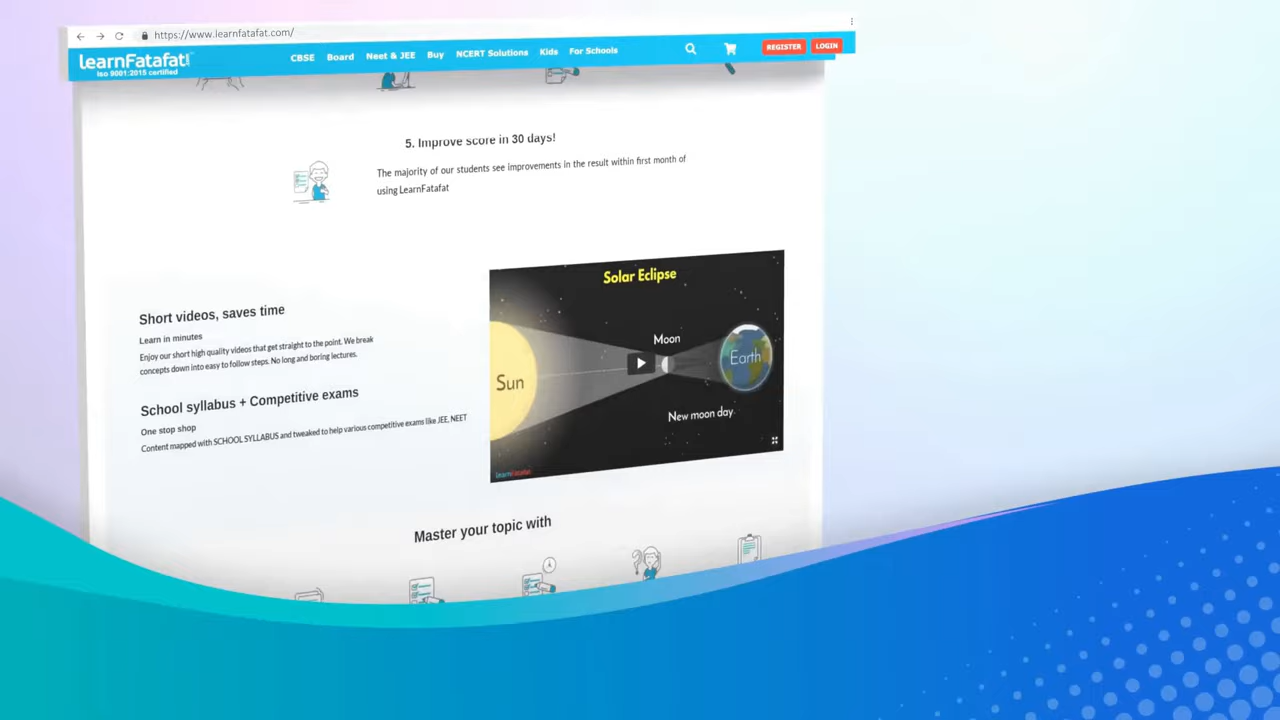 https://www.learnfatafat.com/
learnFatafat!
Iso 9001:2015 certified
CBSE Board Neet & JEE Buy NCERT Solutions Kids For Schools REGISTER LOGIN
5. Improve score in 30 days!
The majority of our students see improvements in the result within first month of
using LearnFatafat
Short videos, saves time
Learn in minutes
Enjoy our short high quality videos that get straight to the point. We break
concepts down into easy to follow steps. No long and boring lectures.
School syllabus + Competitive exams
One stop shop
Content mapped with SCHOOL SYLLABUS and tweaked to help various competitive exams like JEE, NEET
Solar Eclipse
Moon
Earth
Sun
New moon day
learnFatafat
Master your topic with